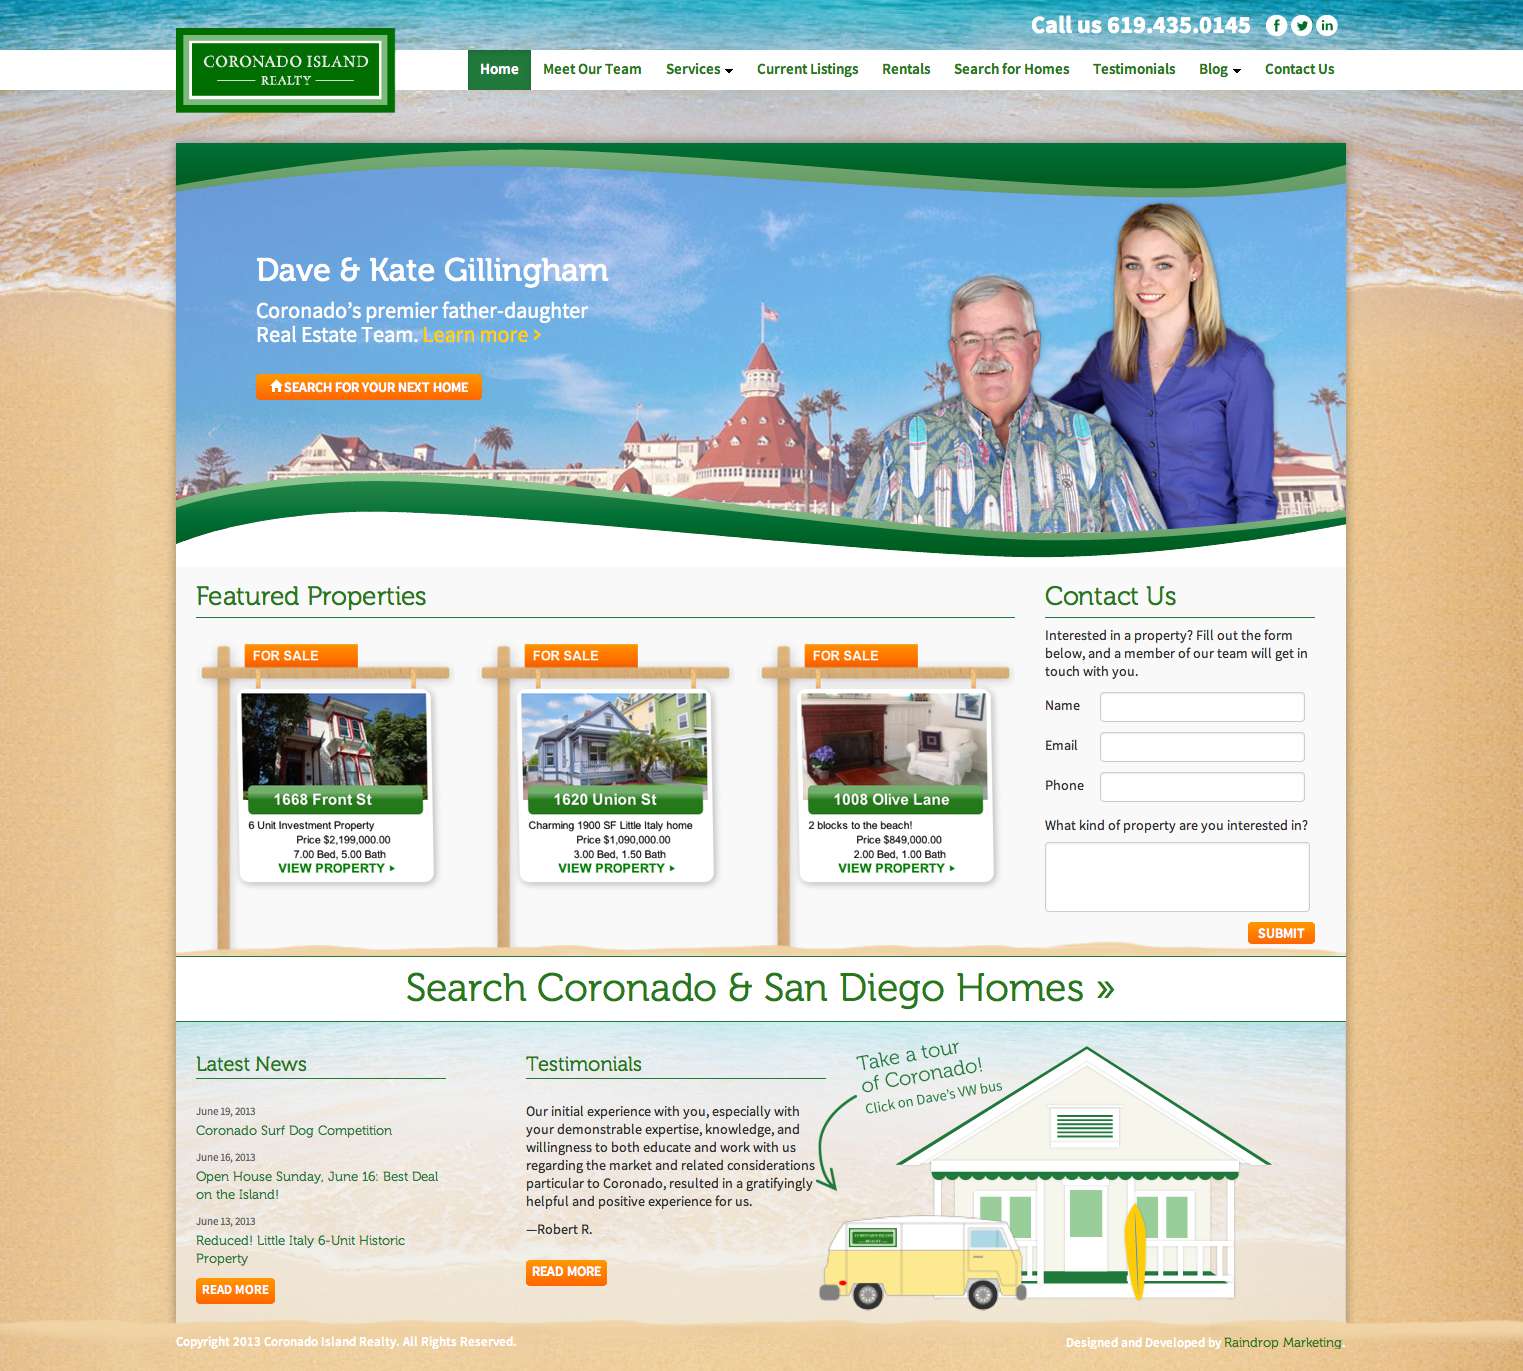 Call us 619.435.0145
CORONADO ISLAND
REALTY
Home
Meet Our Team
Services
Current Listings
Rentals
Search for Homes
Testimonials
Blog
Contact Us
Dave & Kate Gillingham
Coronado's premier father-daughter
Real Estate Team. Learn more >
SEARCH FOR YOUR NEXT HOME
Featured Properties
FOR SALE
1668 Front St
6 Unit Investment Property
Price $2,199,000.00
7.00 Bed, 5.00 Bath
VIEW PROPERTY
FOR SALE
1620 Union St
Charming 1900 SF Little Italy home
Price $1,090,000.00
3.00 Bed, 1.50 Bath
VIEW PROPERTY
FOR SALE
1008 Olive Lane
2 blocks to the beach!
Price $849,000.00
2.00 Bed, 1.00 Bath
VIEW PROPERTY
Contact Us
Interested in a property? Fill out the form
below, and a member of our team will get in
touch with you.
Name
Email
Phone
What kind of property are you interested in?
SUBMIT
Search Coronado & San Diego Homes »
Latest News
June 19, 2013
Coronado Surf Dog Competition
June 16, 2013
Open House Sunday, June 16: Best Deal
on the Island!
June 13, 2013
Reduced! Little Italy 6-Unit Historic
Property
READ MORE
Testimonials
Our initial experience with you, especially with
your demonstrable expertise, knowledge, and
willingness to both educate and work with us
regarding the market and related considerations
particular to Coronado, resulted in a gratifyingly
helpful and positive experience for us.
—Robert R.
READ MORE
Take a tour
of Coronado!
Click on Dave's VW bus
CORONADO ISLAND
REALTY
Copyright 2013 Coronado Island Realty. All Rights Reserved.
Designed and Developed by Raindrop Marketing.